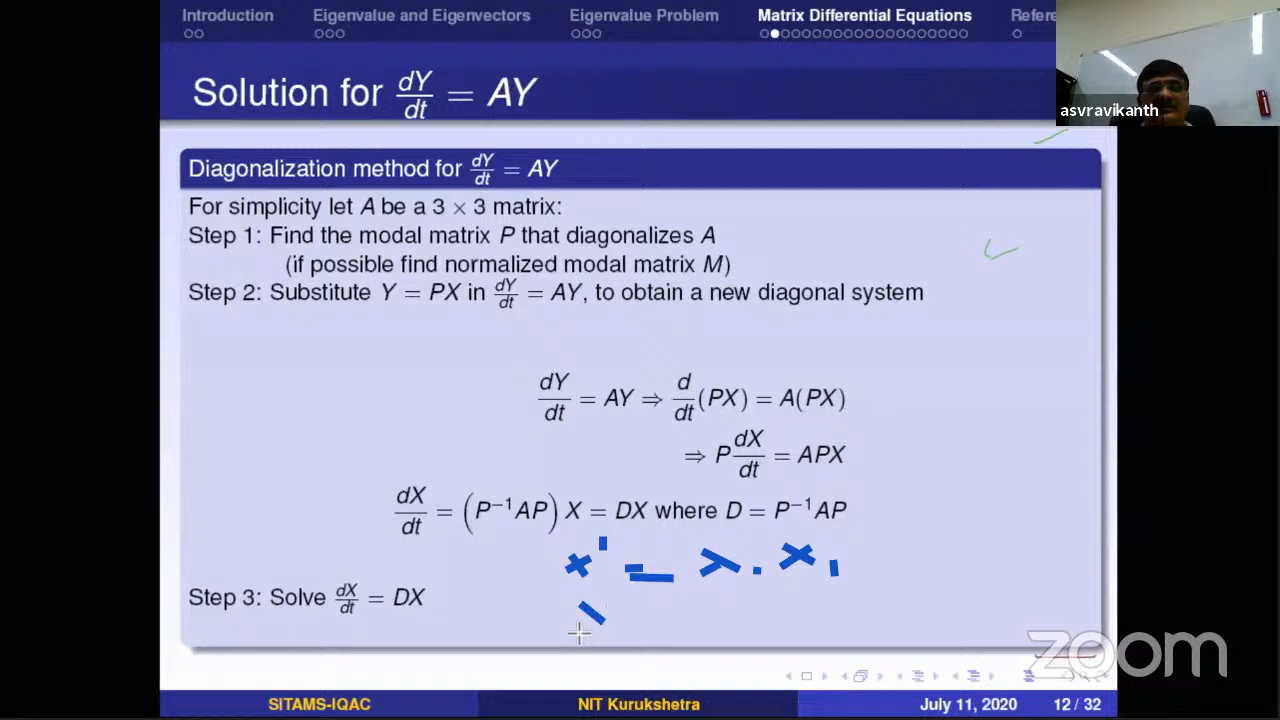 Introduction Eigenvalue and Eigenvectors Eigenvalue Problem Matrix Differential Equations Refere
asvravikanth
Solution for dY/dt = AY
Diagonalization method for dY/dt = AY
For simplicity let A be a 3 × 3 matrix:
Step 1: Find the modal matrix P that diagonalizes A
(if possible find normalized modal matrix M)
Step 2: Substitute Y = PX in dY/dt = AY, to obtain a new diagonal system
dY/dt = AY ⇒ d/dt(PX) = A(PX)
⇒ P dX/dt = APX
dX/dt = (P⁻¹AP) X = DX where D = P⁻¹AP
Step 3: Solve dX/dt = DX
zoom
SITAMS-IQAC NIT Kurukshetra July 11, 2020 12 / 32